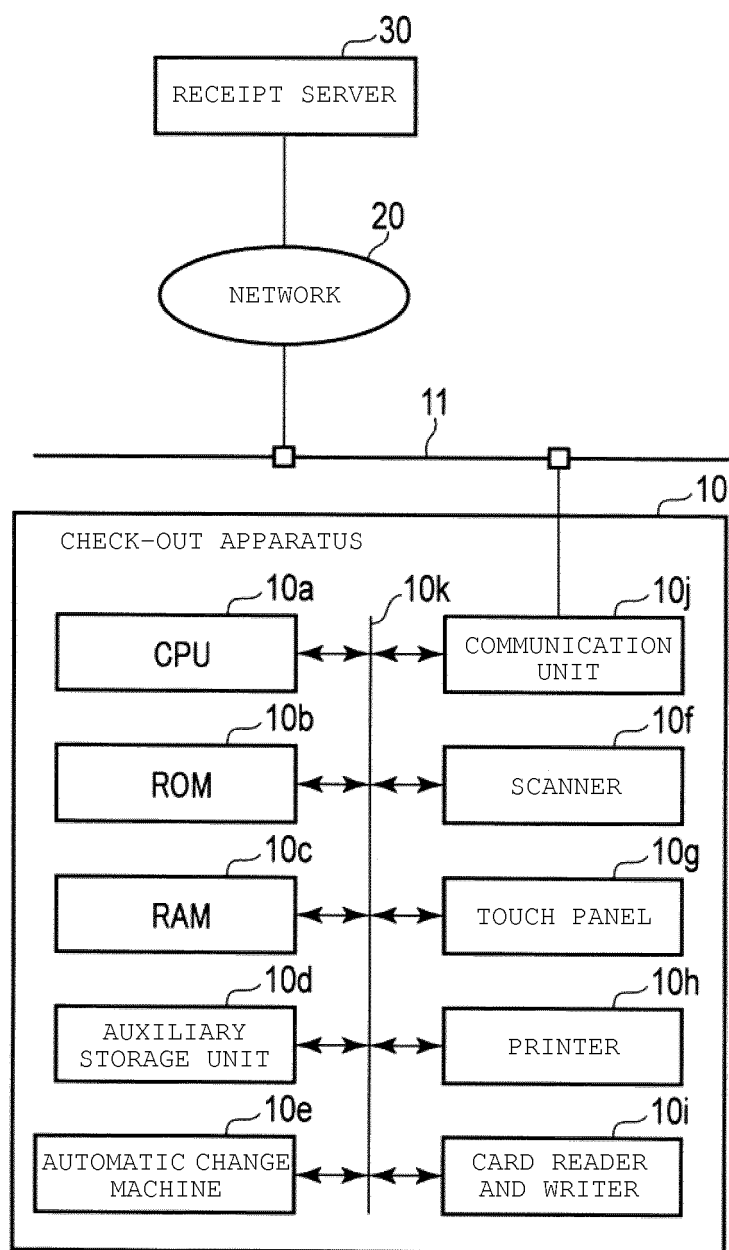 30
RECEIPT SERVER
20
NETWORK
11
10
CHECK-OUT APPARATUS
10a
CPU
10k
10j
COMMUNICATION
UNIT
10b
ROM
10f
SCANNER
10c
RAM
10g
TOUCH PANEL
10d
AUXILIARY
STORAGE UNIT
10h
PRINTER
10e
AUTOMATIC CHANGE
MACHINE
10i
CARD READER
AND WRITER